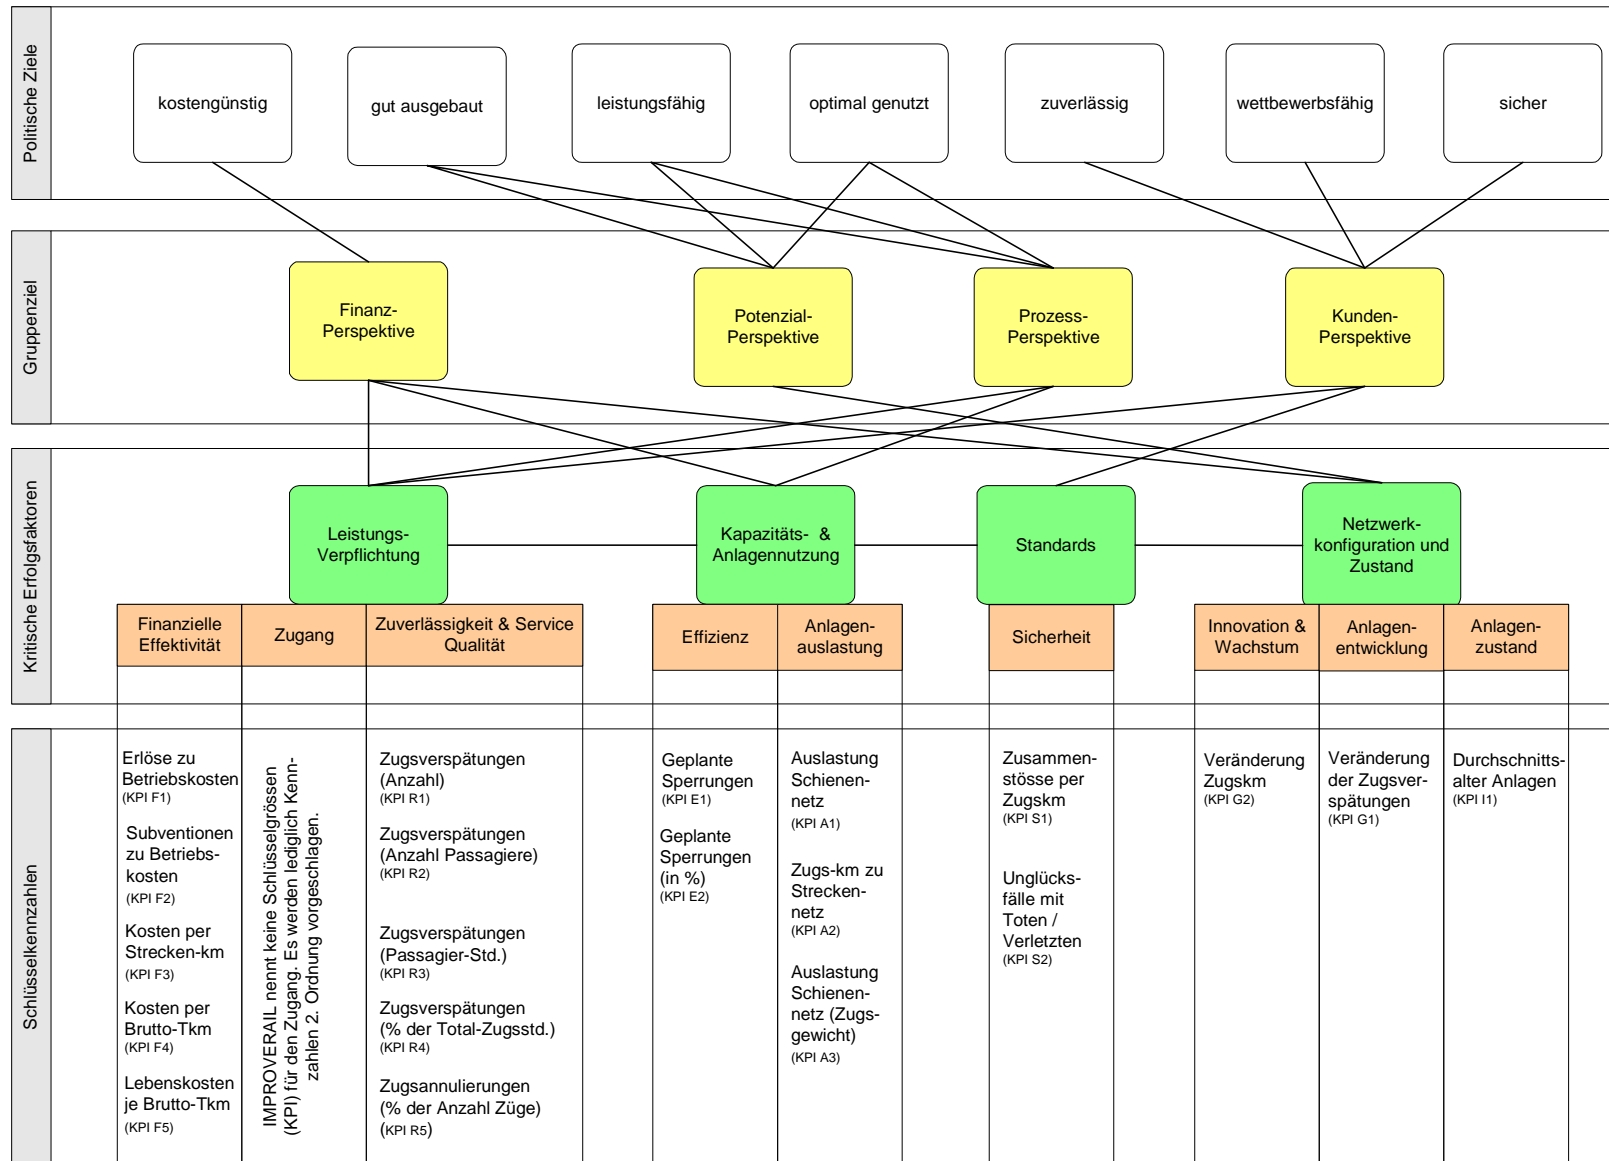 Politische Ziele
kostengünstig
gut ausgebaut
leistungsfähig
optimal genutzt
zuverlässig
wettbewerbsfähig
sicher
Gruppenziel
Finanz-
Perspektive
Potenzial-
Perspektive
Prozess-
Perspektive
Kunden-
Perspektive
Kritische Erfolgsfaktoren
Leistungs-
Verpflichtung
Kapazitäts- &
Anlagennutzung
Standards
Netzwerk-
konfiguration und
Zustand
Finanzielle
Effektivität
Zugang
Zuverlässigkeit & Service
Qualität
Effizienz
Anlagen-
auslastung
Sicherheit
Innovation &
Wachstum
Anlagen-
entwicklung
Anlagen-
zustand
Schlüsselkennzahlen
Erlöse zu
Betriebskosten
(KPI F1)
Subventionen
zu Betriebs-
kosten
(KPI F2)
Kosten per
Strecken-km
(KPI F3)
Kosten per
Brutto-Tkm
(KPI F4)
Lebenskosten
je Brutto-Tkm
(KPI F5)
IMPROVERAIL nennt keine Schlüsselgrössen
(KPI) für den Zugang. Es werden lediglich Kenn-
zahlen 2. Ordnung vorgeschlagen.
Zugsverspätungen
(Anzahl)
(KPI R1)
Zugsverspätungen
(Anzahl Passagiere)
(KPI R2)
Zugsverspätungen
(Passagier-Std.)
(KPI R3)
Zugsverspätungen
(% der Total-Zugsstd.)
(KPI R4)
Zugsannulierungen
(% der Anzahl Züge)
(KPI R5)
Geplante
Sperrungen
(KPI E1)
Geplante
Sperrungen
(in %)
(KPI E2)
Auslastung
Schienen-
netz
(KPI A1)
Zugs-km zu
Strecken-
netz
(KPI A2)
Auslastung
Schienen-
netz (Zugs-
gewicht)
(KPI A3)
Zusammen-
stösse per
Zugskm
(KPI S1)
Unglücks-
fälle mit
Toten /
Verletzten
(KPI S2)
Veränderung
Zugskm
(KPI G2)
Veränderung
der Zugsver-
spätungen
(KPI G1)
Durchschnitts-
alter Anlagen
(KPI I1)